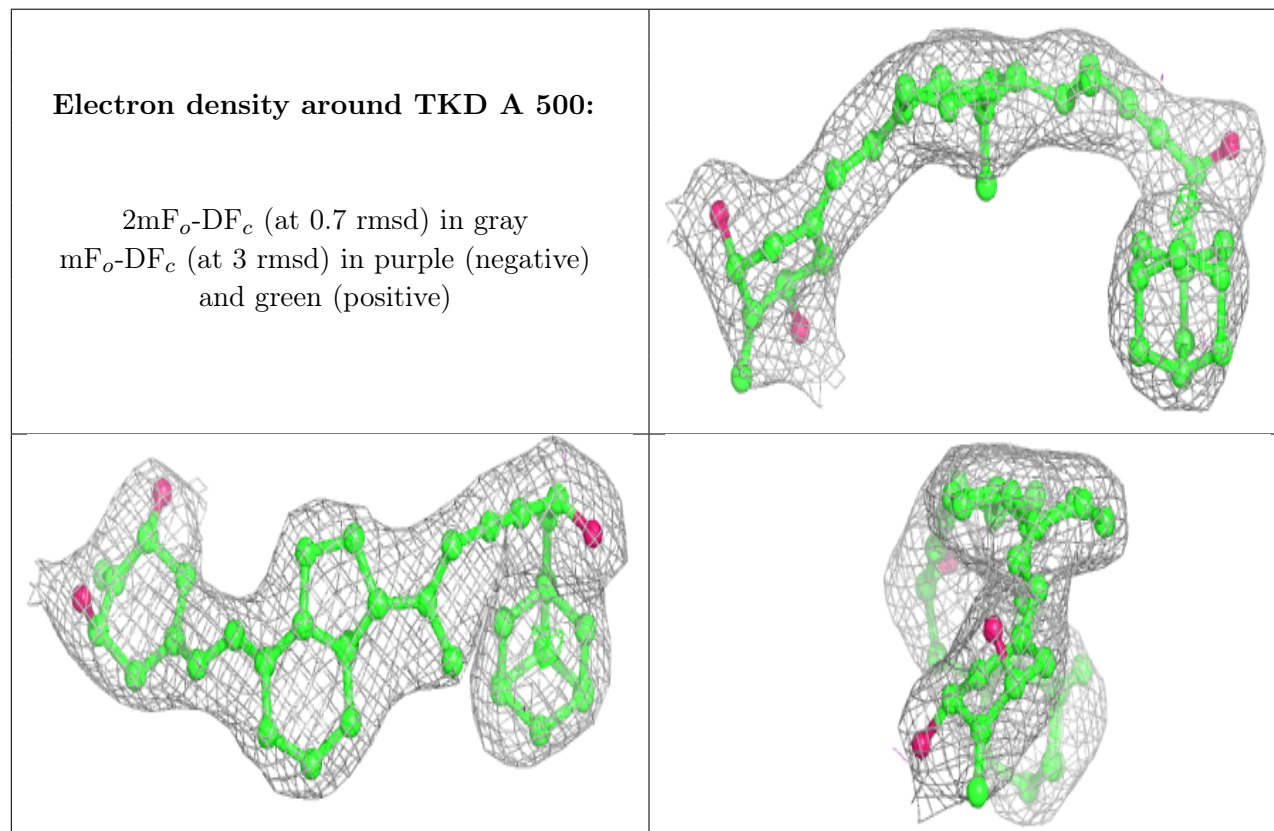 Electron density around TKD A 500:
2mFo-DFc (at 0.7 rmsd) in gray
mFo-DFc (at 3 rmsd) in purple (negative)
and green (positive)